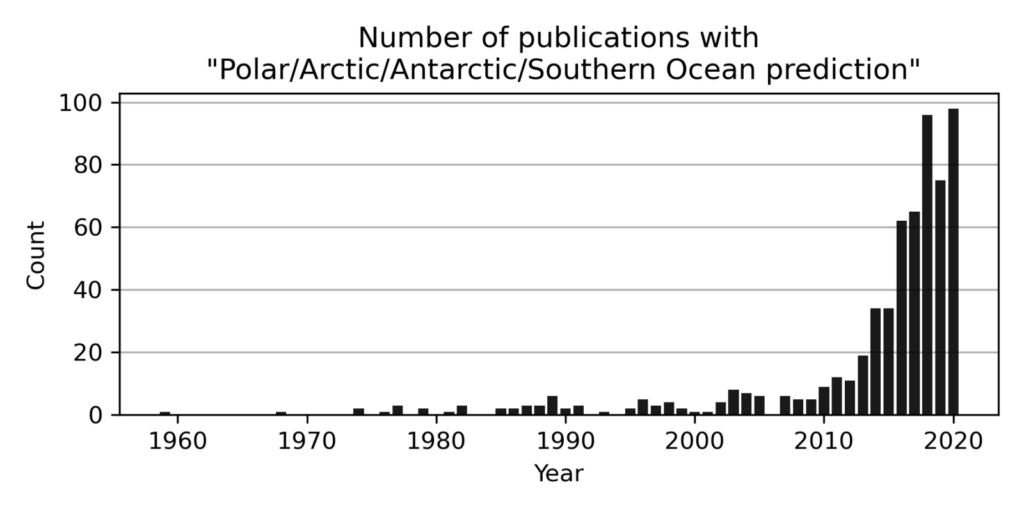 Number of publications with
"Polar/Arctic/Antarctic/Southern Ocean prediction"
100
80
60
40
20
0
Count
1960 1970 1980 1990 2000 2010 2020
Year